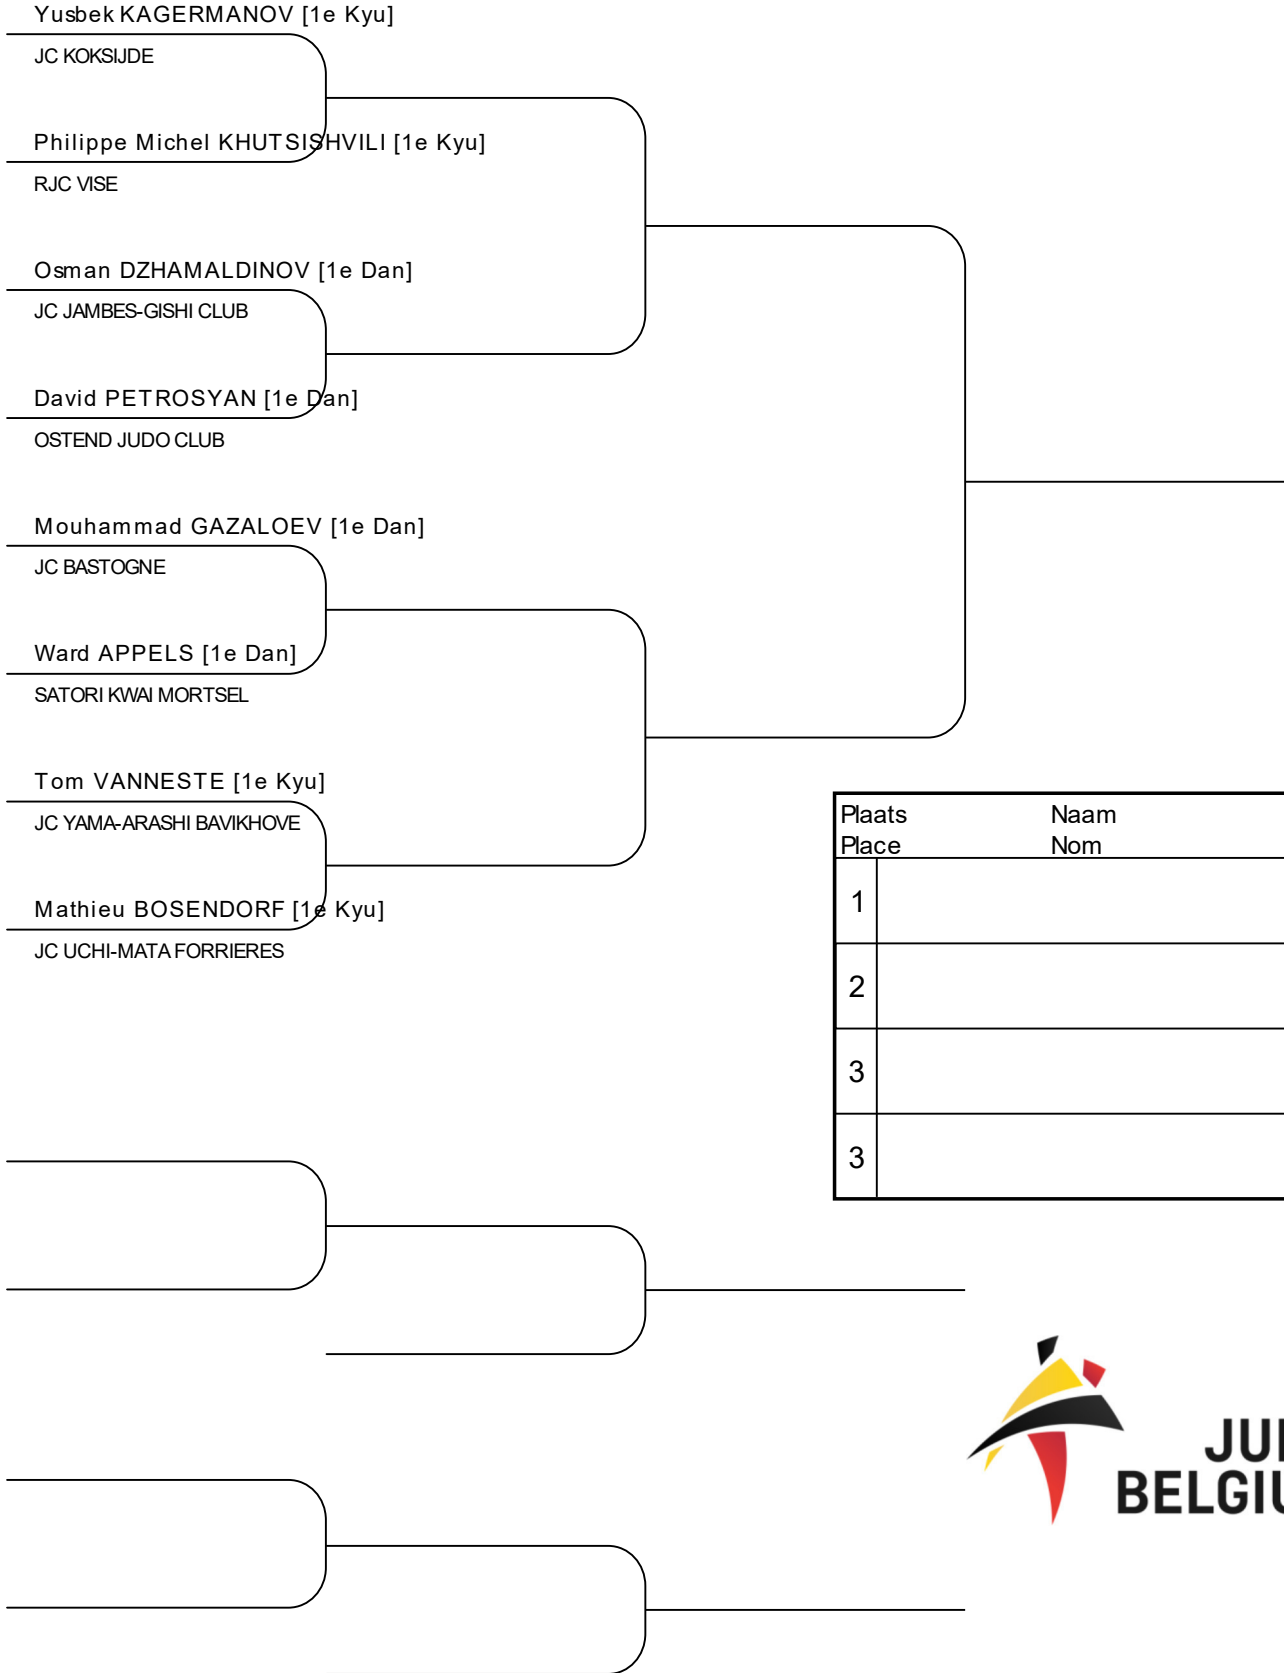 Yusbek KAGERMANOV [1e Kyu]
JC KOKSIJDE
Philippe Michel KHUTSISHVILI [1e Kyu]
RJC VISE
Osman DZHAMALDINOV [1e Dan]
JC JAMBES-GISHI CLUB
David PETROSYAN [1e Dan]
OSTEND JUDO CLUB
Mouhammad GAZALOEV [1e Dan]
JC BASTOGNE
Ward APPELS [1e Dan]
SATORI KWAI MORTSEL
Tom VANNESTE [1e Kyu]
JC YAMA-ARASHI BAVIKHOVE
Mathieu BOSENDORF [1e Kyu]
JC UCHI-MATA FORRIERES
Plaats Naam
Place Nom
1
2
3
3